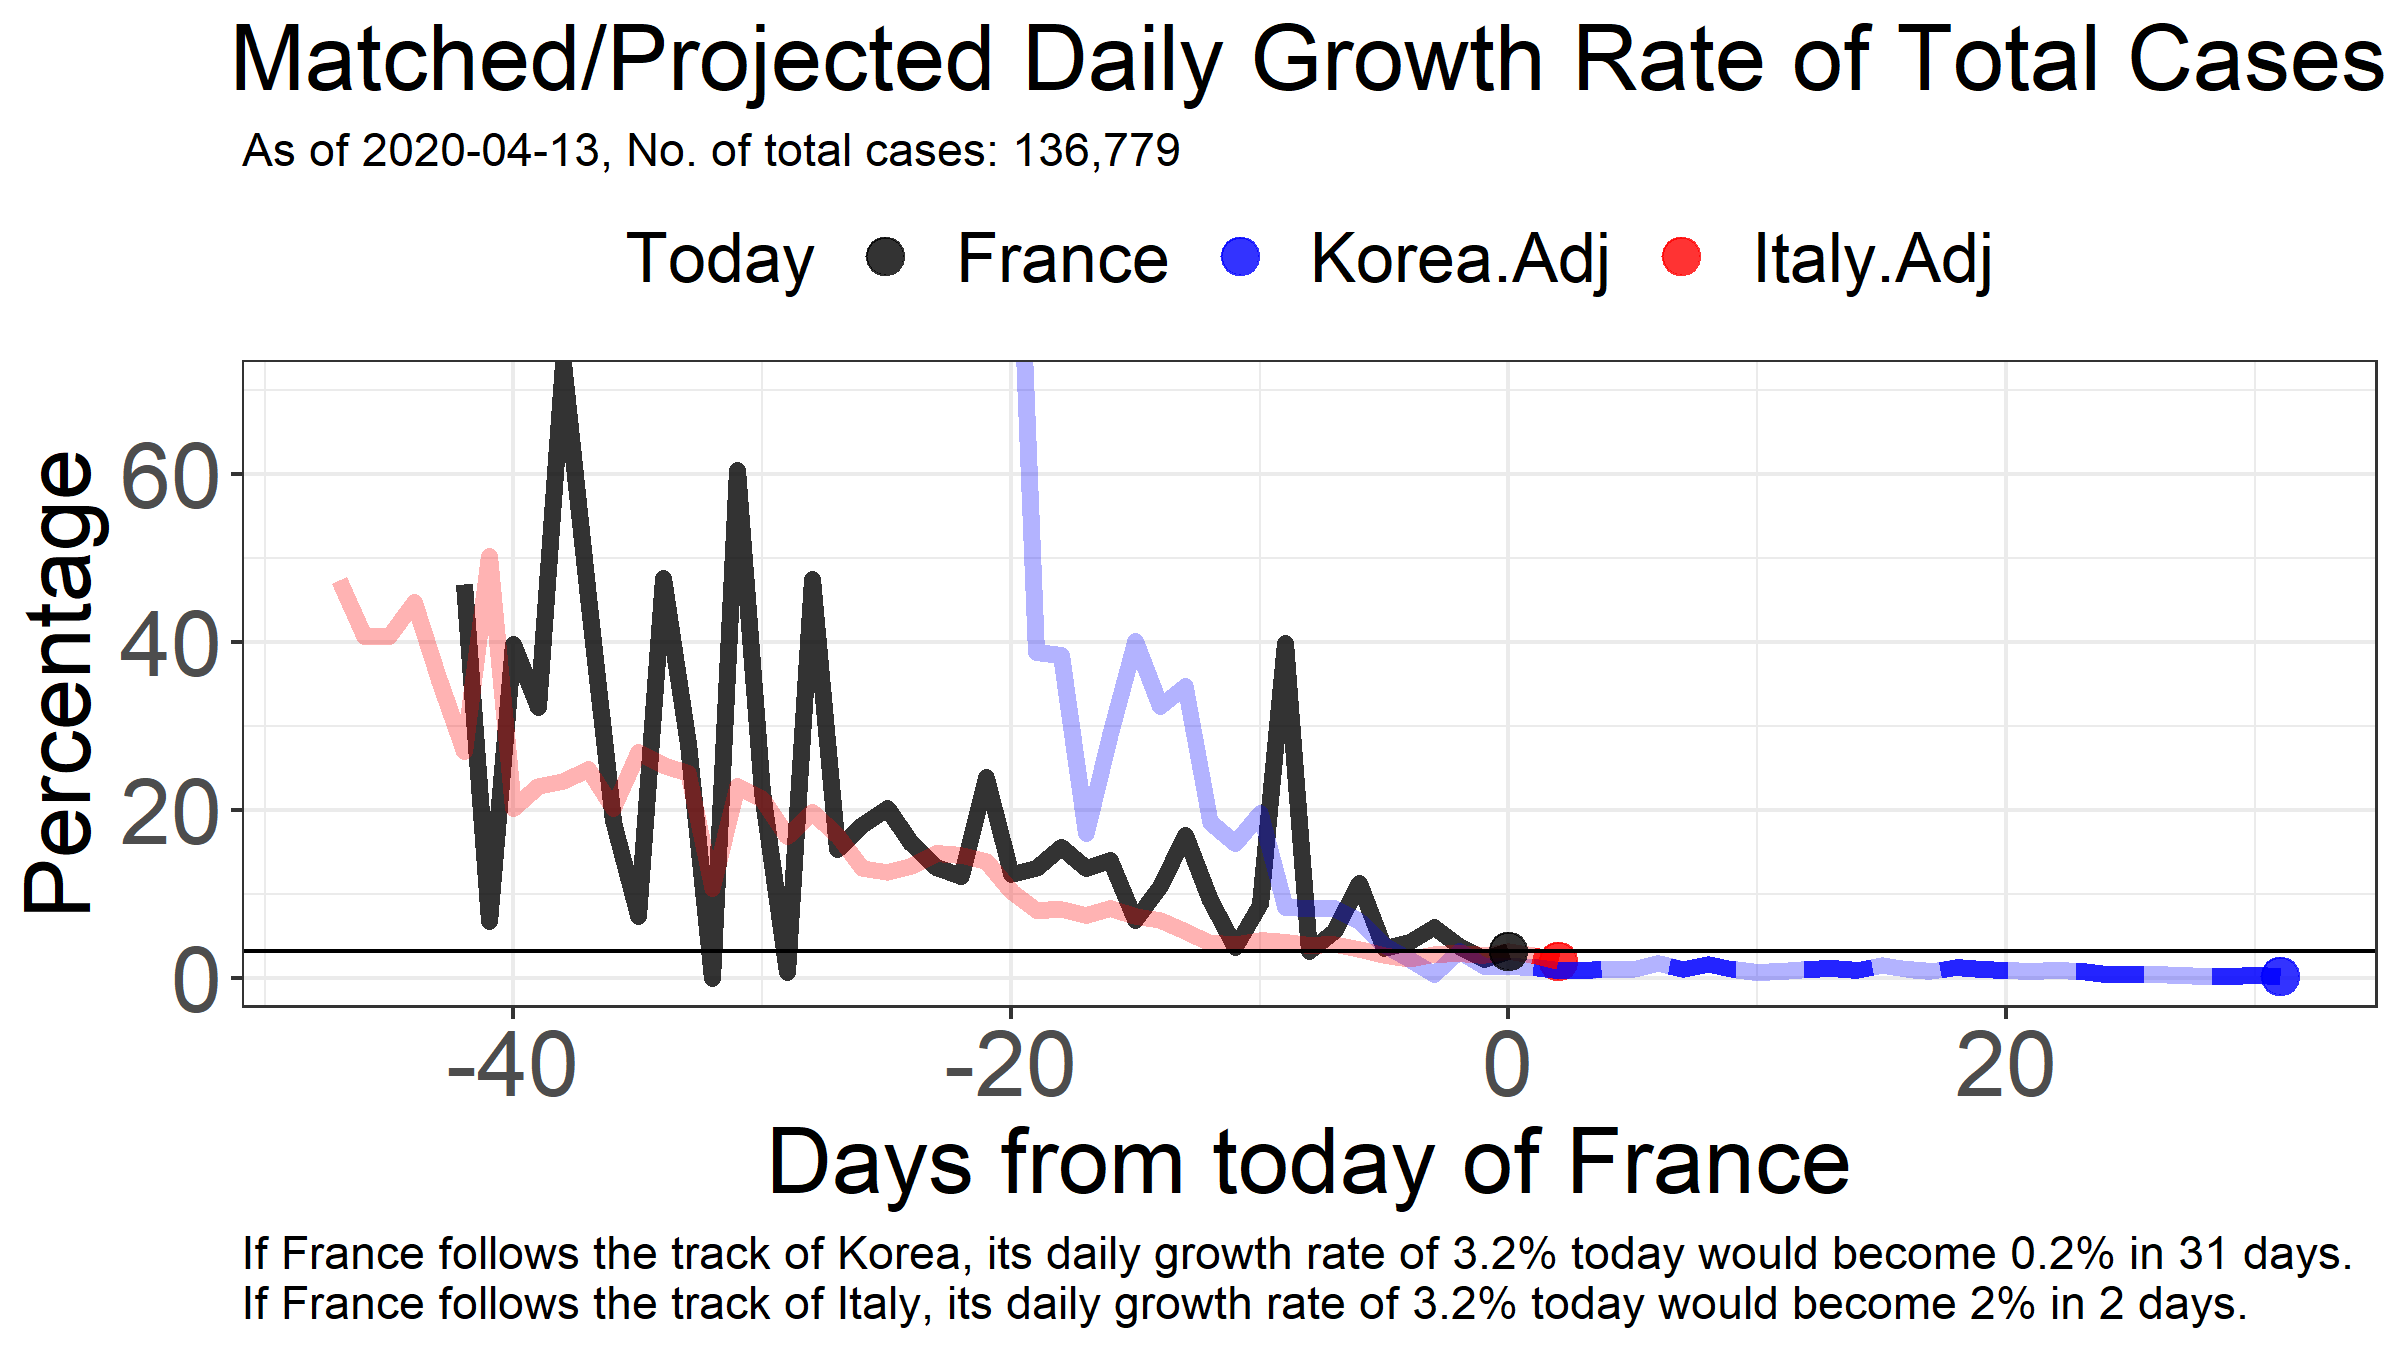 Matched/Projected Daily Growth Rate of Total Cases
As of 2020-04-13, No. of total cases: 136,779
Today France Korea.Adj Italy.Adj
Percentage
60
40
20
0
-40 -20 0 20
Days from today of France
If France follows the track of Korea, its daily growth rate of 3.2% today would become 0.2% in 31 days.
If France follows the track of Italy, its daily growth rate of 3.2% today would become 2% in 2 days.